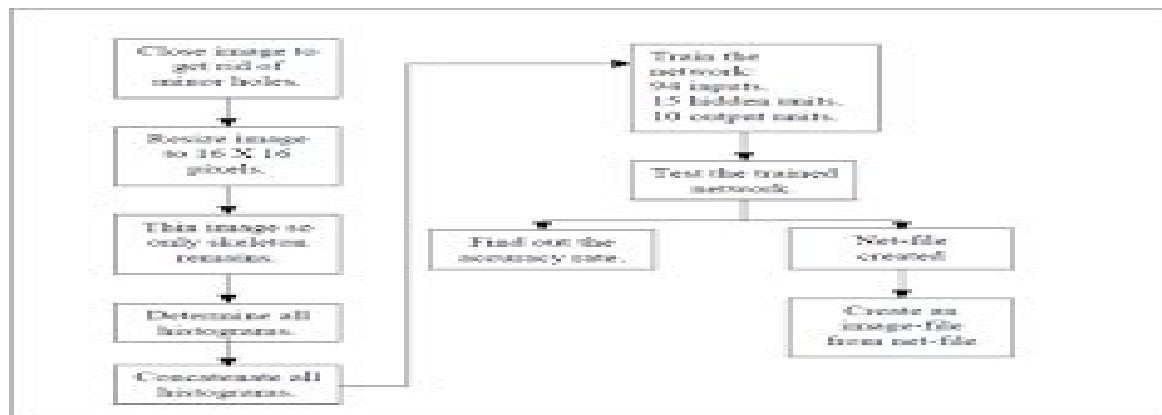 Close image to
get rid of
minor holes.
Resize image
to 16 X 16
pixels.
Thin image so
only skeleton
remains.
Determine all
histograms.
Concatenate all
histograms.
Train the
network:
94 inputs.
15 hidden units.
10 output units.
Test the trained
network.
Find out the
accuracy rate.
Net-file
created
Create an
image-file
from net-file